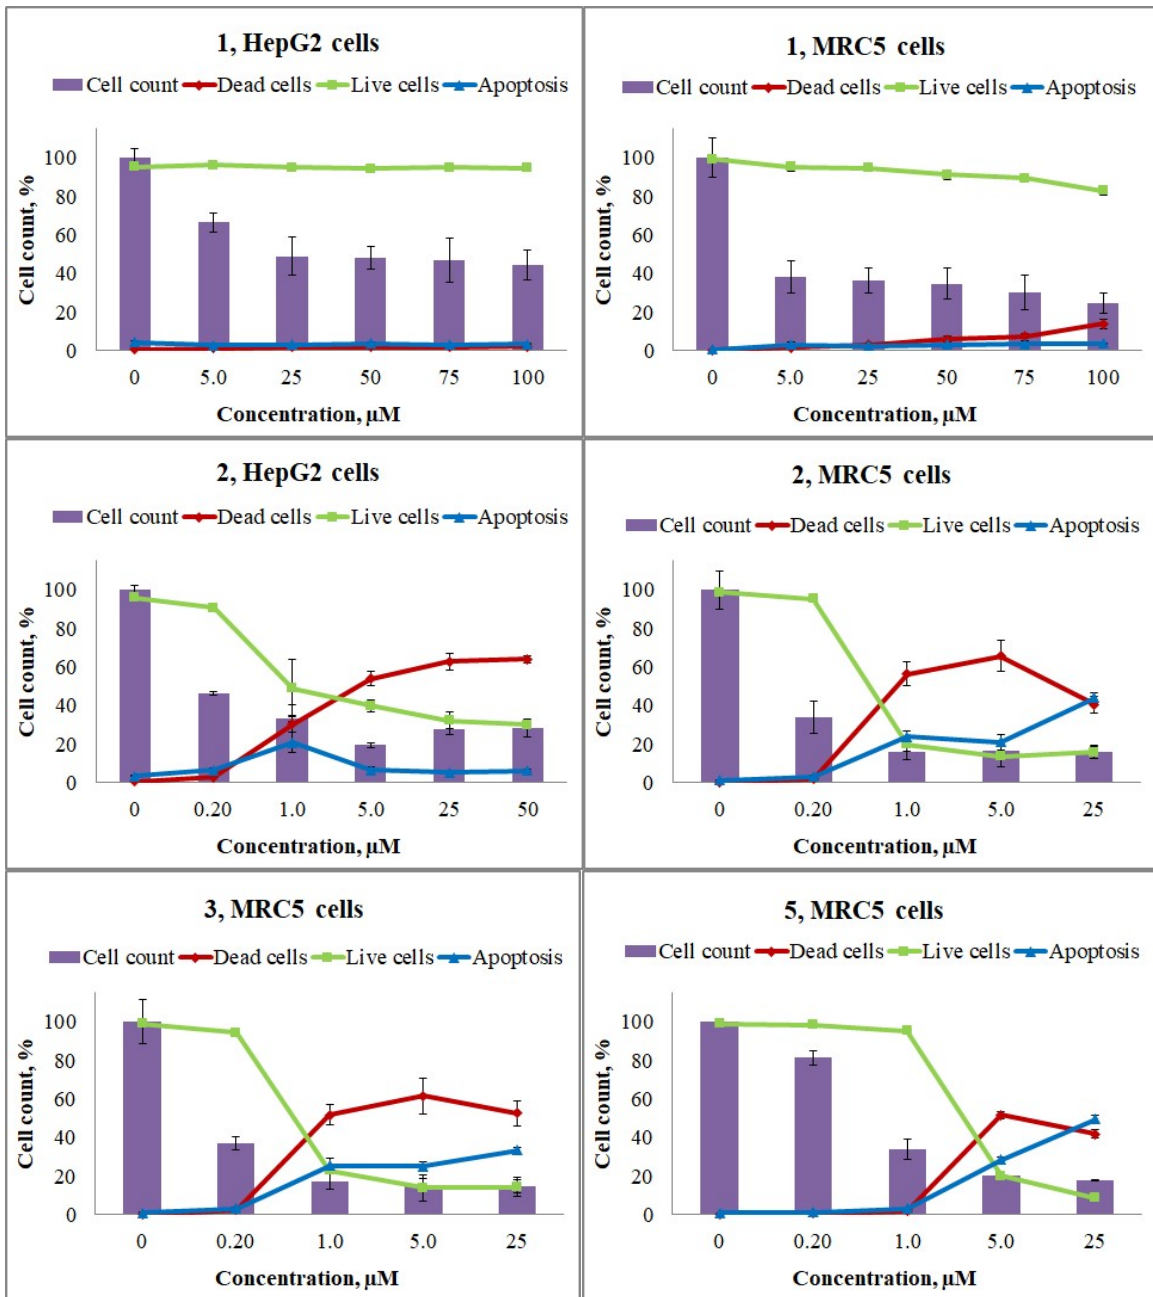 1, HepG2 cells
Cell count Dead cells Live cells Apoptosis
Cell count, %
100
80
60
40
20
0
0 5.0 25 50 75 100
Concentration, µM
1, MRC5 cells
Cell count Dead cells Live cells Apoptosis
Cell count, %
100
80
60
40
20
0
0 5.0 25 50 75 100
Concentration, µM
2, HepG2 cells
Cell count Dead cells Live cells Apoptosis
Cell count, %
100
80
60
40
20
0
0 0.20 1.0 5.0 25 50
Concentration, µM
2, MRC5 cells
Cell count Dead cells Live cells Apoptosis
Cell count, %
100
80
60
40
20
0
0 0.20 1.0 5.0 25
Concentration, µM
3, MRC5 cells
Cell count Dead cells Live cells Apoptosis
Cell count, %
100
80
60
40
20
0
0 0.20 1.0 5.0 25
Concentration, µM
5, MRC5 cells
Cell count Dead cells Live cells Apoptosis
Cell count, %
100
80
60
40
20
0
0 0.20 1.0 5.0 25
Concentration, µM